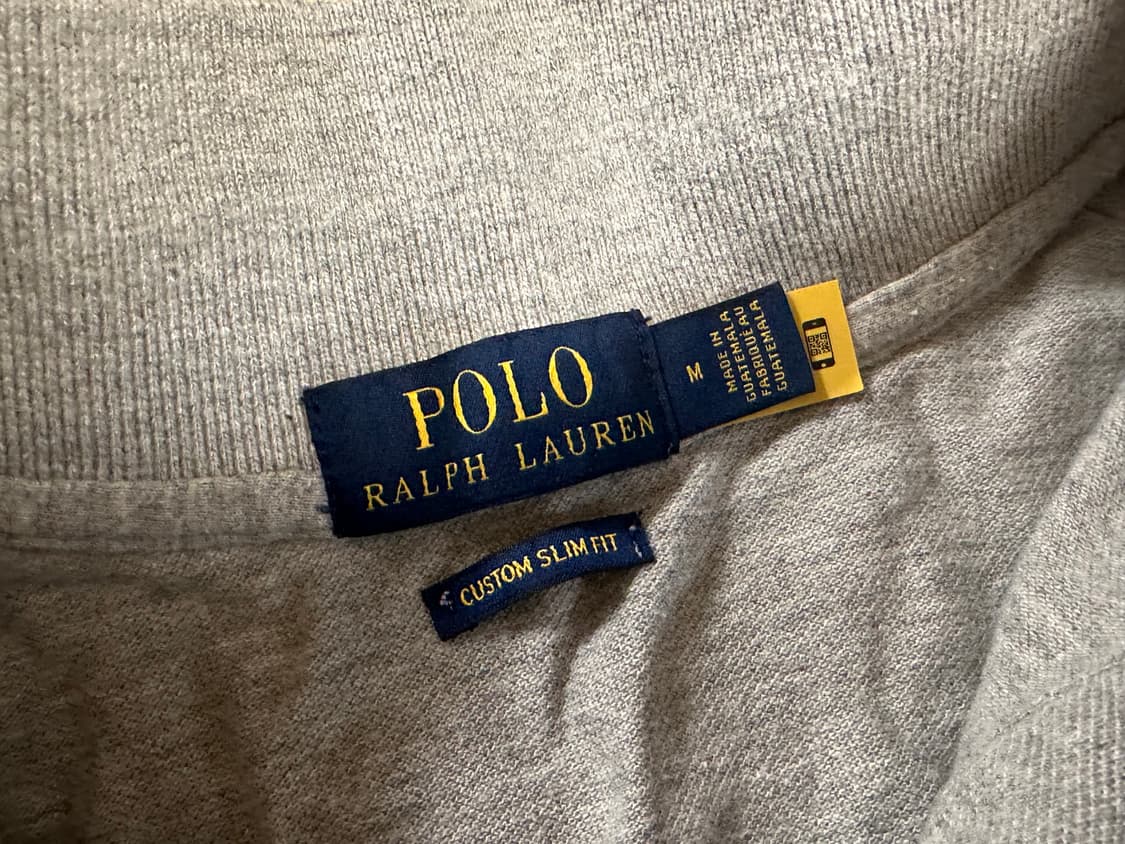 POLO
RALPH LAUREN
M
MADE IN
GUATEMALA
FABRIQUÉ AU
GUATEMALA
CUSTOM SLIM FIT